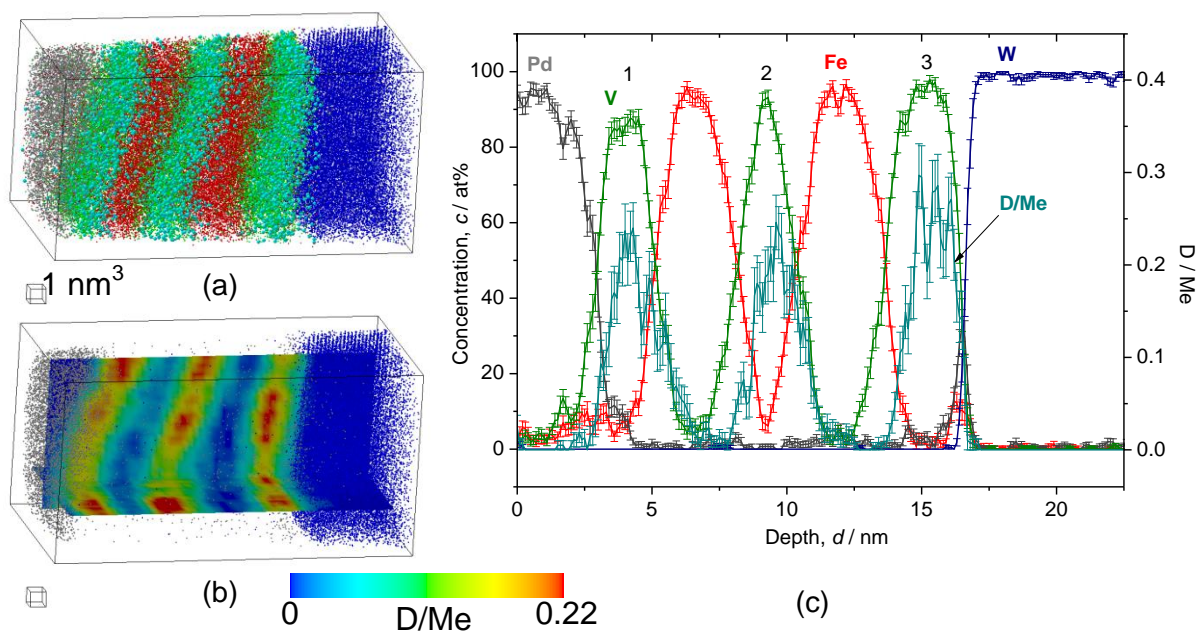 1 nm³
(a)
(b)
0
D/Me
0.22
Concentration, c / at%
100
80
60
40
20
0
Pd
V
1
2
Fe
3
W
D/Me
0.4
0.3
0.2
0.1
0.0
D / Me
0
5
10
15
20
Depth, d / nm
(c)